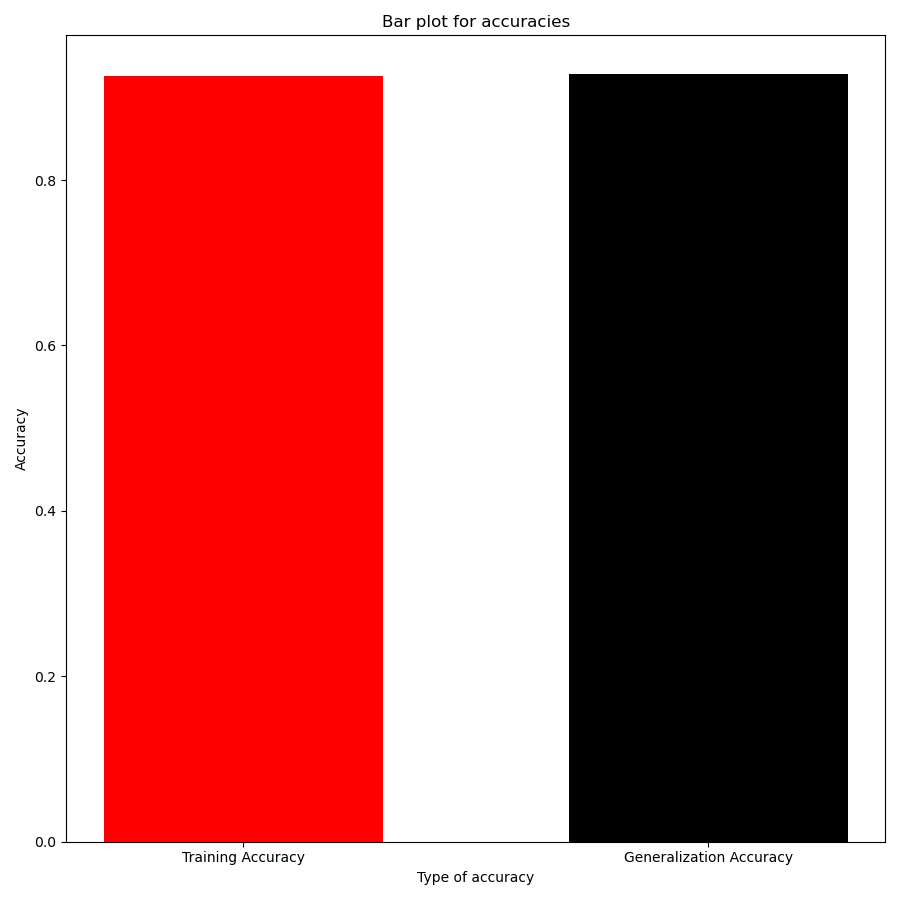 Bar plot for accuracies
0.8
0.6
0.4
0.2
0.0
Accuracy
Training Accuracy
Generalization Accuracy
Type of accuracy